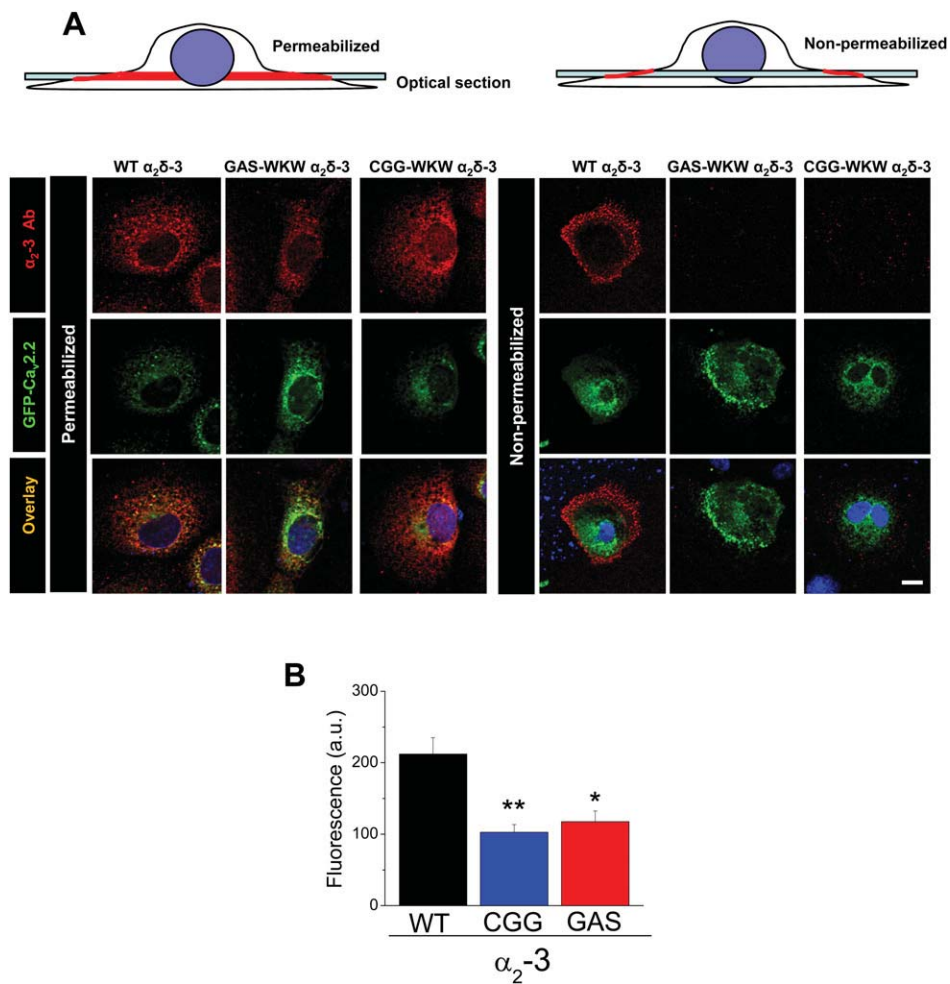 A
Permeabilized
Non-permeabilized
Optical section
WT α₂δ-3 GAS-WKW α₂δ-3 CGG-WKW α₂δ-3 WT α₂δ-3 GAS-WKW α₂δ-3 CGG-WKW α₂δ-3
α₂-3 Ab
GFP-Caᵥ2.2
Overlay
Permeabilized
Non-permeabilized
B
Fluorescence (a.u.)
300
200
100
0
** *
WT CGG GAS
α₂-3